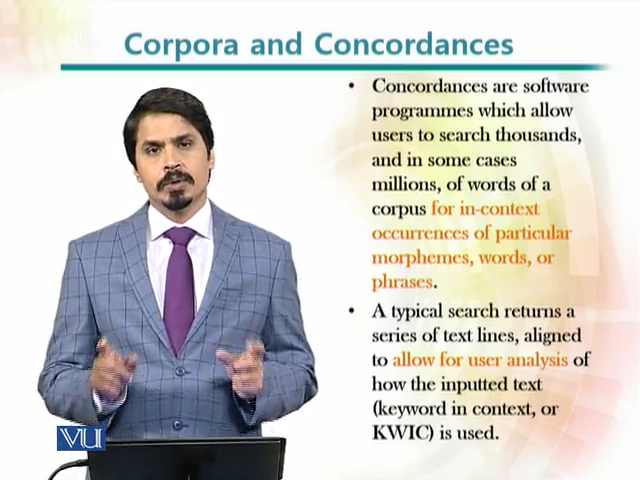 Corpora and Concordances
• Concordances are software
programmes which allow
users to search thousands,
and in some cases
millions, of words of a
corpus for in-context
occurrences of particular
morphemes, words, or
phrases.
• A typical search returns a
series of text lines, aligned
to allow for user analysis of
how the inputted text
(keyword in context, or
KWIC) is used.
VU